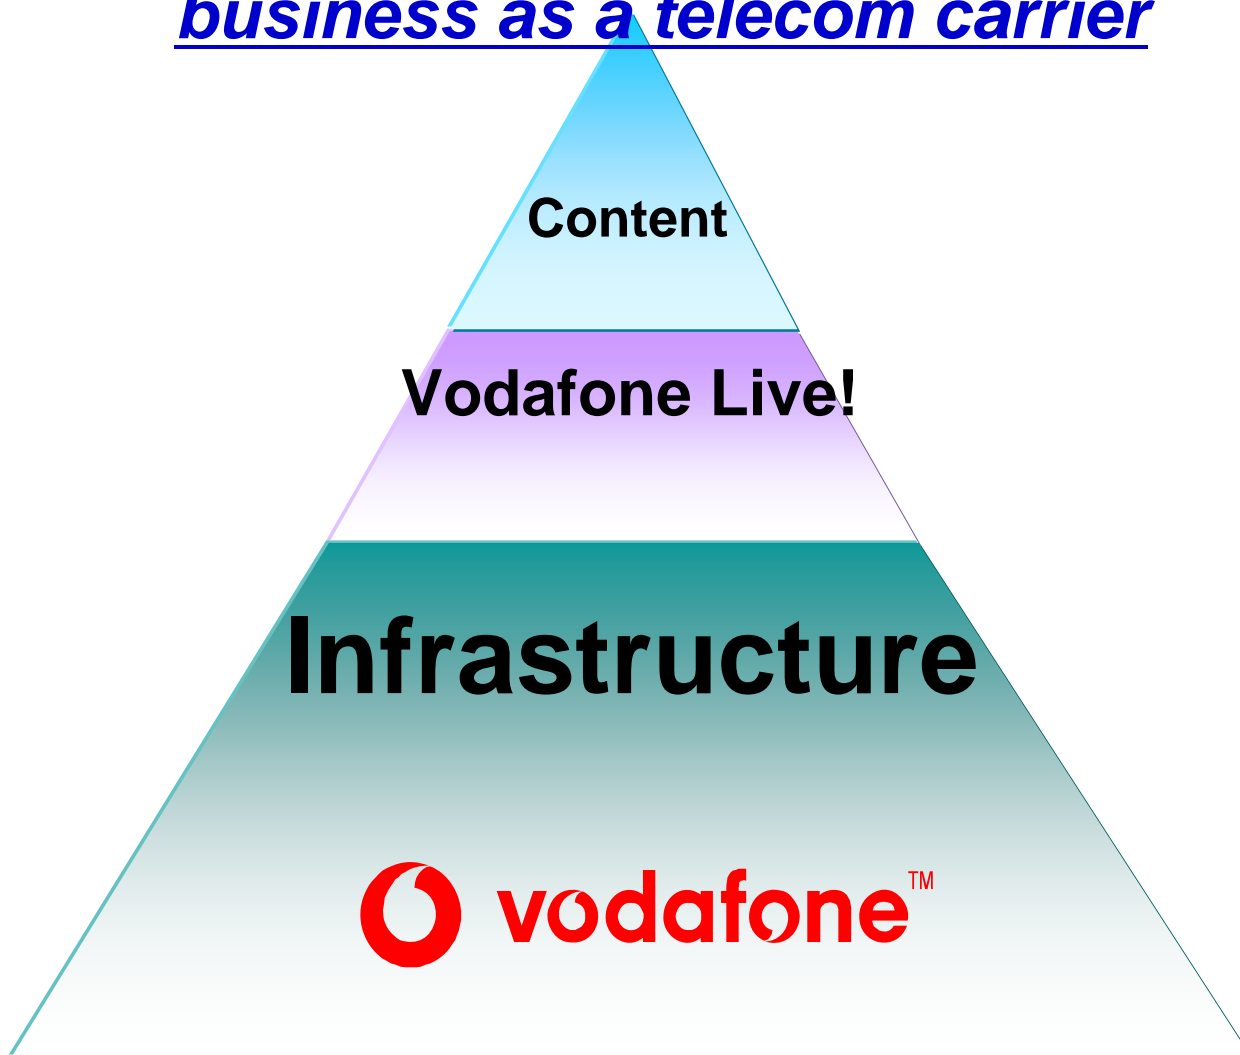 business as a telecom carrier
Content
Vodafone Live!
Infrastructure
vodafone™